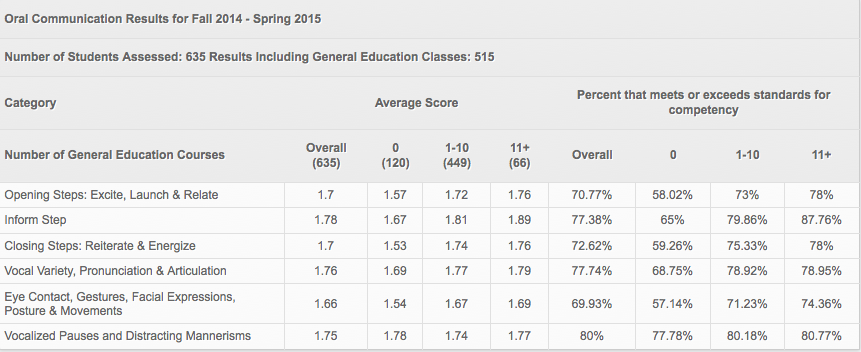 Oral Communication Results for Fall 2014 - Spring 2015
Number of Students Assessed: 635 Results Including General Education Classes: 515
Category Average Score Percent that meets or exceeds standards for
competency
Number of General Education Courses Overall (635) 0 (120) 1-10 (449) 11+ (66) Overall 0 1-10 11+
Opening Steps: Excite, Launch & Relate 1.7 1.57 1.72 1.76 70.77% 58.02% 73% 78%
Inform Step 1.78 1.67 1.81 1.89 77.38% 65% 79.86% 87.76%
Closing Steps: Reiterate & Energize 1.7 1.53 1.74 1.76 72.62% 59.26% 75.33% 78%
Vocal Variety, Pronunciation & Articulation 1.76 1.69 1.77 1.79 77.74% 68.75% 78.92% 78.95%
Eye Contact, Gestures, Facial Expressions,
Posture & Movements 1.66 1.54 1.67 1.69 69.93% 57.14% 71.23% 74.36%
Vocalized Pauses and Distracting Mannerisms 1.75 1.78 1.74 1.77 80% 77.78% 80.18% 80.77%